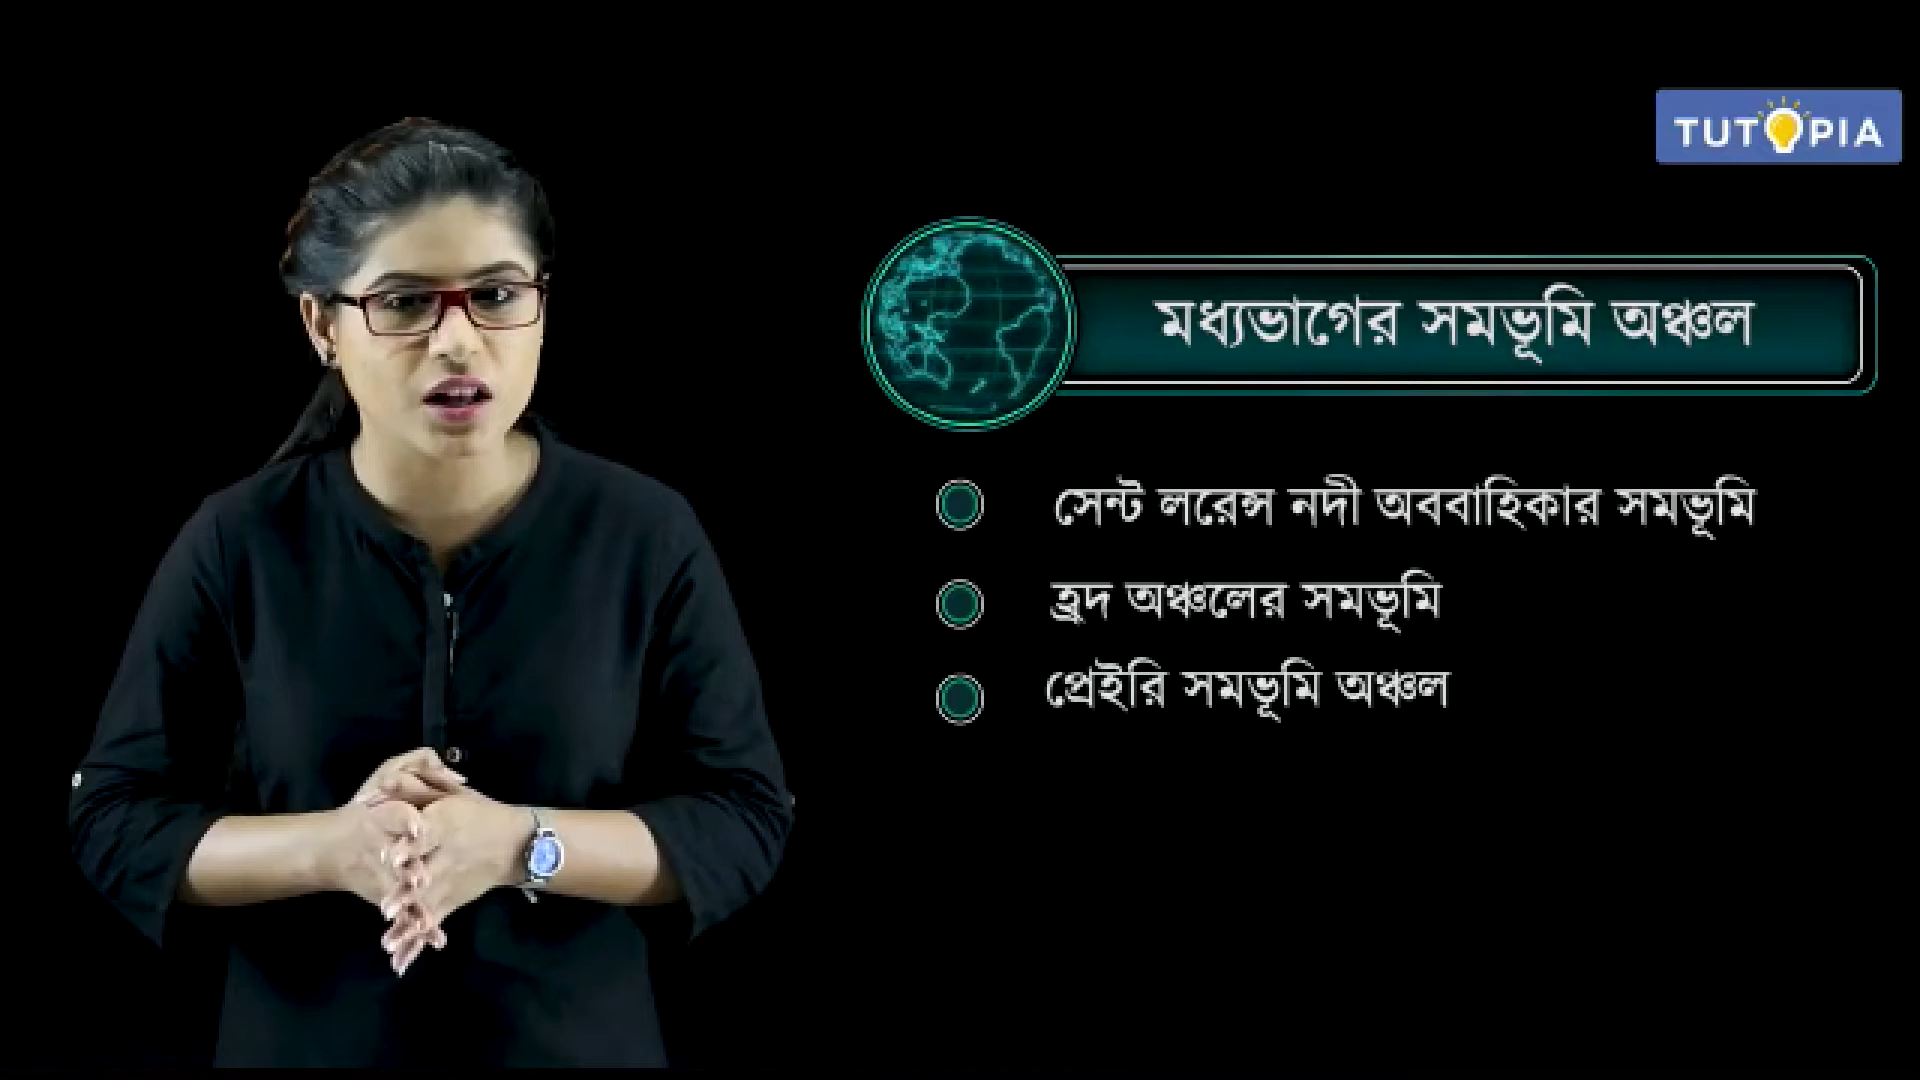 TUTOPIA
মধ্যভাগের সমভূমি অঞ্চল
সেন্ট লরেন্স নদী অববাহিকার সমভূমি
হ্রদ অঞ্চলের সমভূমি
প্রেইরি সমভূমি অঞ্চল